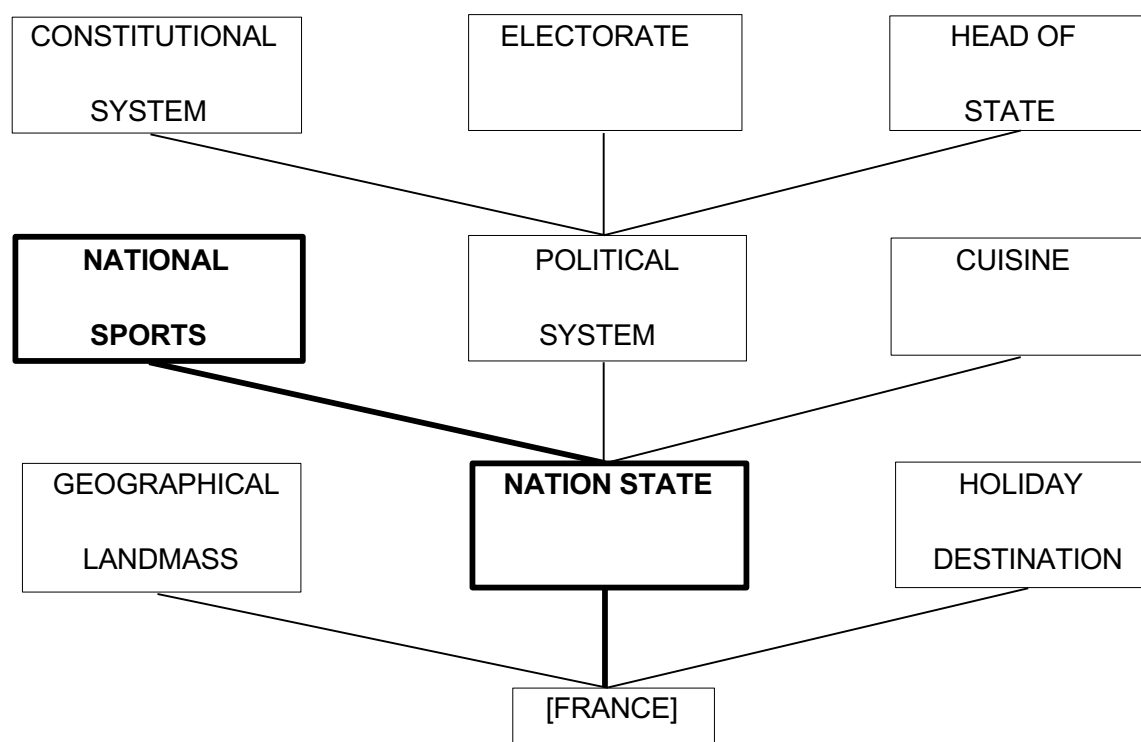 CONSTITUTIONAL
SYSTEM
ELECTORATE
HEAD OF
STATE
NATIONAL
SPORTS
POLITICAL
SYSTEM
CUISINE
GEOGRAPHICAL
LANDMASS
NATION STATE
HOLIDAY
DESTINATION
[FRANCE]